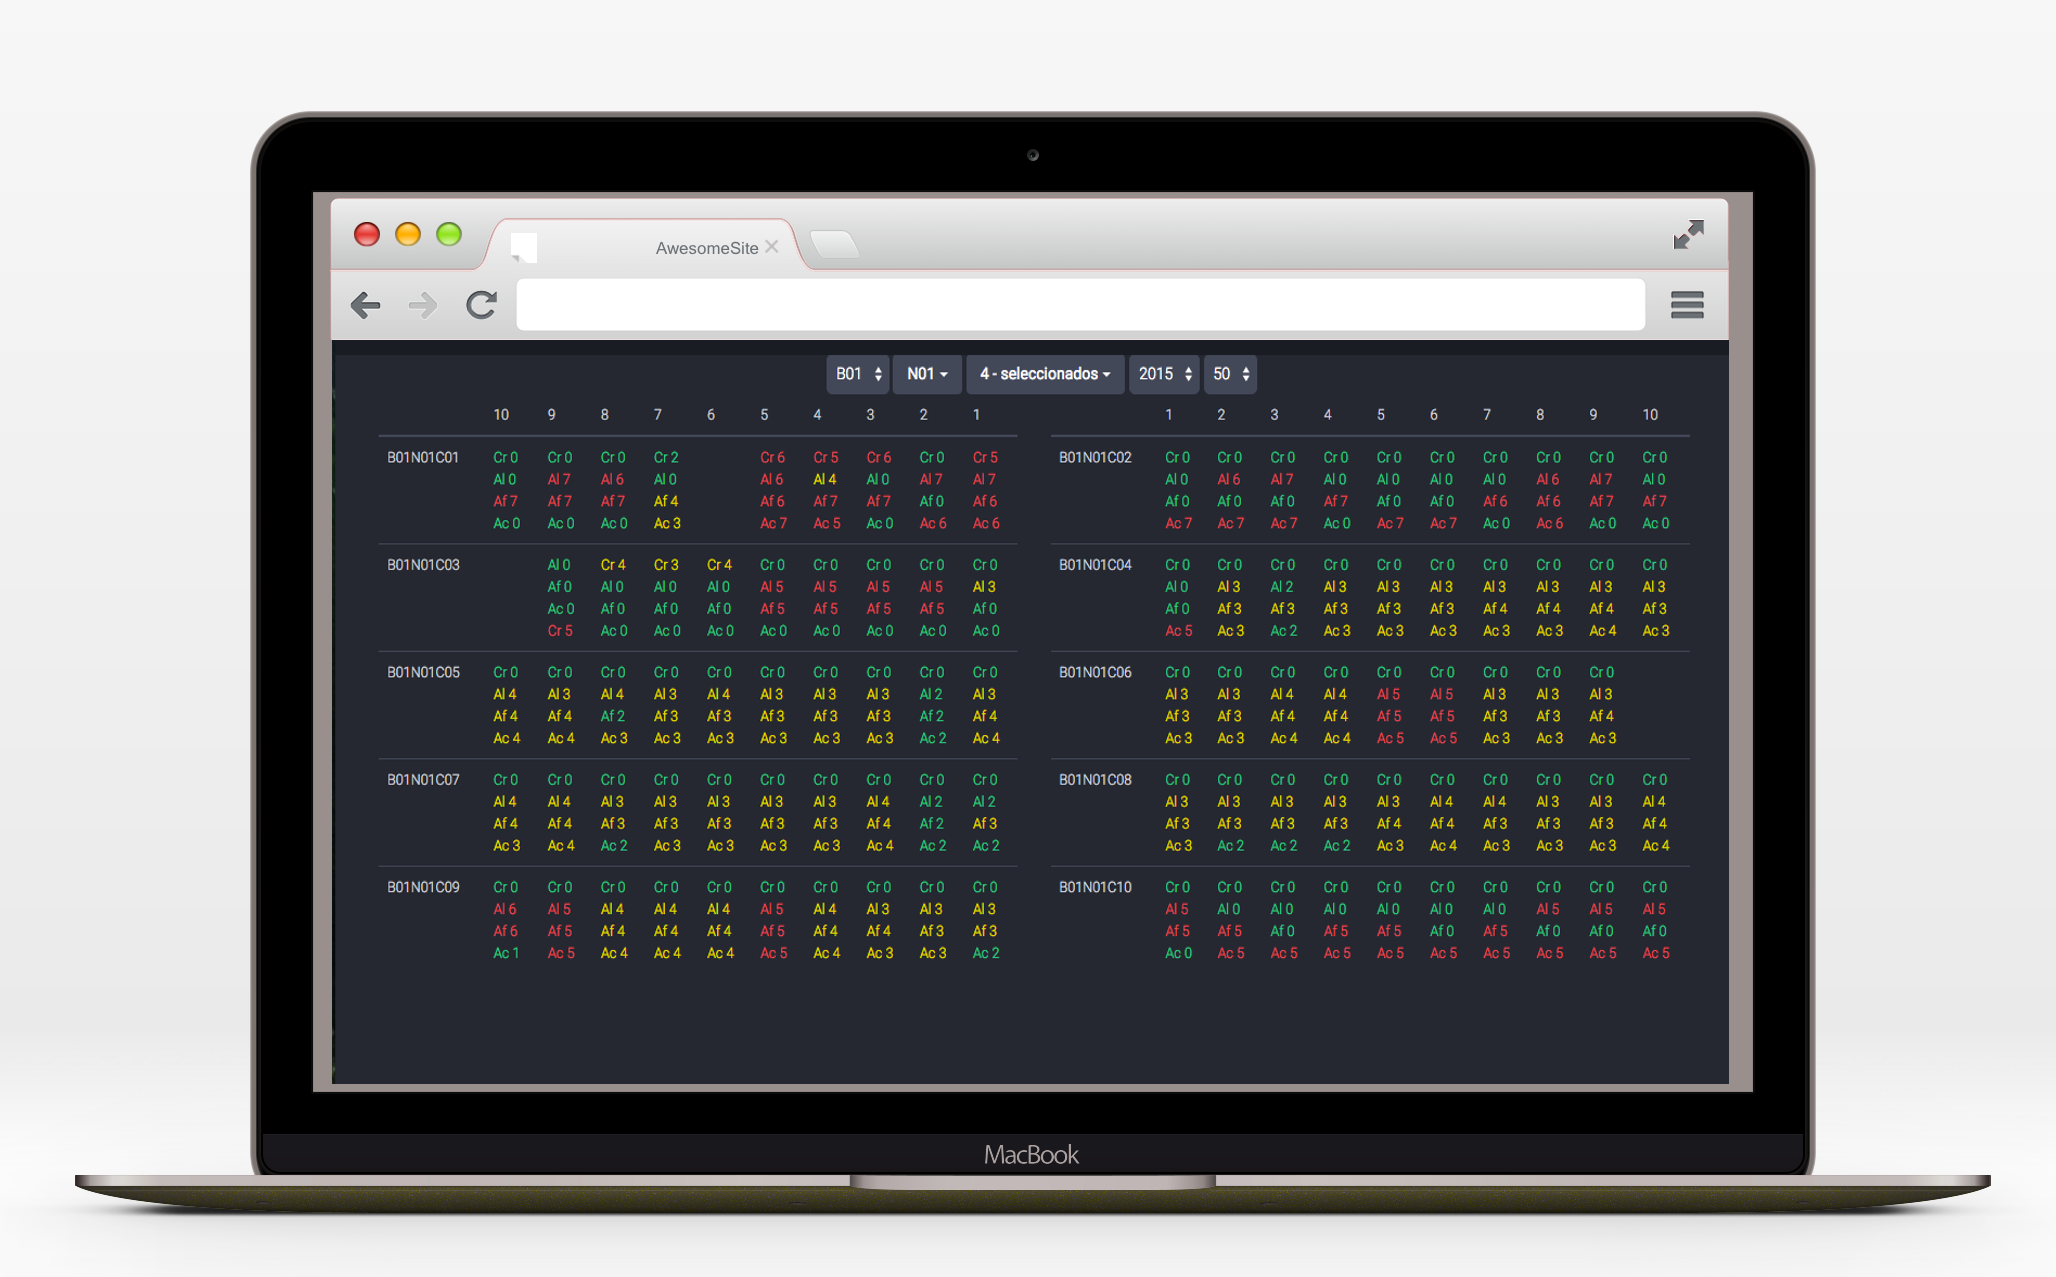 AwesomeSite
B01 N01 4 - seleccionados 2015 50
10 9 8 7 6 5 4 3 2 1 1 2 3 4 5 6 7 8 9 10
B01N01C01 Cr 0 Cr 0 Cr 0 Cr 2 Cr 6 Cr 5 Cr 6 Cr 0 Cr 5 B01N01C02 Cr 0 Cr 0 Cr 0 Cr 0 Cr 0 Cr 0 Cr 0 Cr 0 Cr 0 Cr 0
Al 0 Al 7 Al 6 Al 0 Al 6 Al 4 Al 0 Al 7 Al 7 Al 0 Al 6 Al 7 Al 0 Al 0 Al 0 Al 0 Al 6 Al 7 Al 0
Af 7 Af 7 Af 7 Af 4 Af 6 Af 7 Af 7 Af 0 Af 6 Af 0 Af 0 Af 0 Af 7 Af 0 Af 0 Af 6 Af 6 Af 7 Af 7
Ac 0 Ac 0 Ac 0 Ac 3 Ac 7 Ac 5 Ac 0 Ac 6 Ac 6 Ac 7 Ac 7 Ac 7 Ac 0 Ac 7 Ac 7 Ac 0 Ac 6 Ac 0 Ac 0
B01N01C03 Al 0 Cr 4 Cr 3 Cr 4 Cr 0 Cr 0 Cr 0 Cr 0 Cr 0 B01N01C04 Cr 0 Cr 0 Cr 0 Cr 0 Cr 0 Cr 0 Cr 0 Cr 0 Cr 0 Cr 0
Af 0 Al 0 Al 0 Al 0 Al 5 Al 5 Al 5 Al 5 Al 3 Al 0 Al 3 Al 2 Al 3 Al 3 Al 3 Al 3 Al 3 Al 3 Al 3
Ac 0 Af 0 Af 0 Af 0 Af 5 Af 5 Af 5 Af 5 Af 0 Af 0 Af 3 Af 3 Af 3 Af 3 Af 3 Af 4 Af 4 Af 4 Af 3
Cr 5 Ac 0 Ac 0 Ac 0 Ac 0 Ac 0 Ac 0 Ac 0 Ac 0 Ac 5 Ac 3 Ac 2 Ac 3 Ac 3 Ac 3 Ac 3 Ac 3 Ac 4 Ac 3
B01N01C05 Cr 0 Cr 0 Cr 0 Cr 0 Cr 0 Cr 0 Cr 0 Cr 0 Cr 0 Cr 0 B01N01C06 Cr 0 Cr 0 Cr 0 Cr 0 Cr 0 Cr 0 Cr 0 Cr 0 Cr 0
Al 4 Al 3 Al 4 Al 3 Al 4 Al 3 Al 3 Al 3 Al 2 Al 3 Al 3 Al 3 Al 4 Al 4 Al 5 Al 5 Al 3 Al 3 Al 3
Af 4 Af 4 Af 2 Af 3 Af 3 Af 3 Af 3 Af 3 Af 2 Af 4 Af 3 Af 3 Af 4 Af 4 Af 5 Af 5 Af 3 Af 3 Af 4
Ac 4 Ac 4 Ac 3 Ac 3 Ac 3 Ac 3 Ac 3 Ac 3 Ac 2 Ac 4 Ac 3 Ac 3 Ac 4 Ac 4 Ac 5 Ac 5 Ac 3 Ac 3 Ac 3
B01N01C07 Cr 0 Cr 0 Cr 0 Cr 0 Cr 0 Cr 0 Cr 0 Cr 0 Cr 0 Cr 0 B01N01C08 Cr 0 Cr 0 Cr 0 Cr 0 Cr 0 Cr 0 Cr 0 Cr 0 Cr 0 Cr 0
Al 4 Al 4 Al 3 Al 3 Al 3 Al 3 Al 3 Al 4 Al 2 Al 2 Al 3 Al 3 Al 3 Al 3 Al 3 Al 4 Al 4 Al 3 Al 3 Al 4
Af 4 Af 4 Af 3 Af 3 Af 3 Af 3 Af 3 Af 4 Af 2 Af 3 Af 3 Af 3 Af 3 Af 3 Af 4 Af 4 Af 3 Af 3 Af 3 Af 4
Ac 3 Ac 4 Ac 2 Ac 3 Ac 3 Ac 3 Ac 3 Ac 4 Ac 2 Ac 2 Ac 3 Ac 2 Ac 2 Ac 2 Ac 3 Ac 4 Ac 3 Ac 3 Ac 3 Ac 4
B01N01C09 Cr 0 Cr 0 Cr 0 Cr 0 Cr 0 Cr 0 Cr 0 Cr 0 Cr 0 Cr 0 B01N01C10 Cr 0 Cr 0 Cr 0 Cr 0 Cr 0 Cr 0 Cr 0 Cr 0 Cr 0 Cr 0
Al 6 Al 5 Al 4 Al 4 Al 4 Al 5 Al 4 Al 3 Al 3 Al 3 Al 5 Al 0 Al 0 Al 0 Al 0 Al 0 Al 0 Al 5 Al 5 Al 5
Af 6 Af 5 Af 4 Af 4 Af 4 Af 5 Af 4 Af 4 Af 3 Af 3 Af 5 Af 5 Af 0 Af 5 Af 5 Af 0 Af 5 Af 0 Af 0 Af 0
Ac 1 Ac 5 Ac 4 Ac 4 Ac 4 Ac 5 Ac 4 Ac 3 Ac 3 Ac 2 Ac 0 Ac 5 Ac 5 Ac 5 Ac 5 Ac 5 Ac 5 Ac 5 Ac 5 Ac 5
MacBook